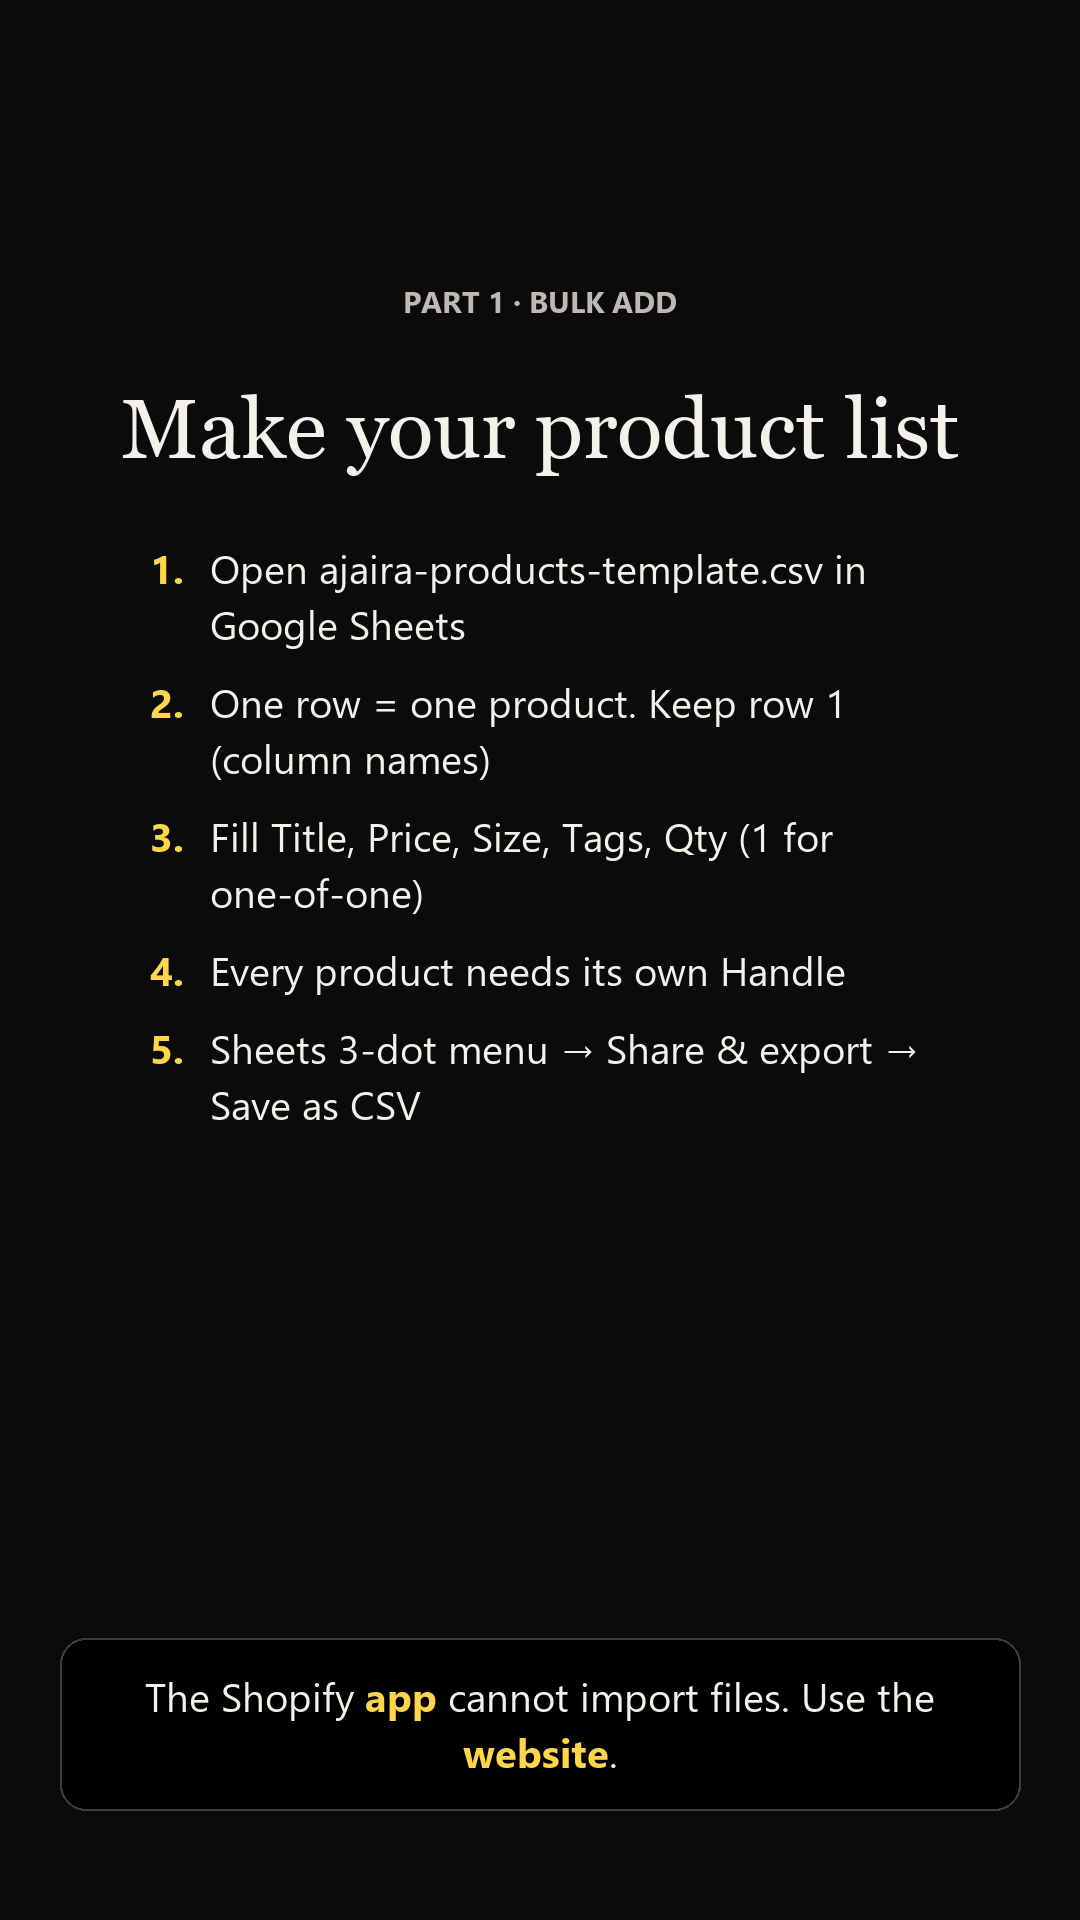 PART 1 · BULK ADD
Make your product list
1. Open ajaira-products-template.csv in
Google Sheets
2. One row = one product. Keep row 1
(column names)
3. Fill Title, Price, Size, Tags, Qty (1 for
one-of-one)
4. Every product needs its own Handle
5. Sheets 3-dot menu → Share & export →
Save as CSV
The Shopify app cannot import files. Use the
website.